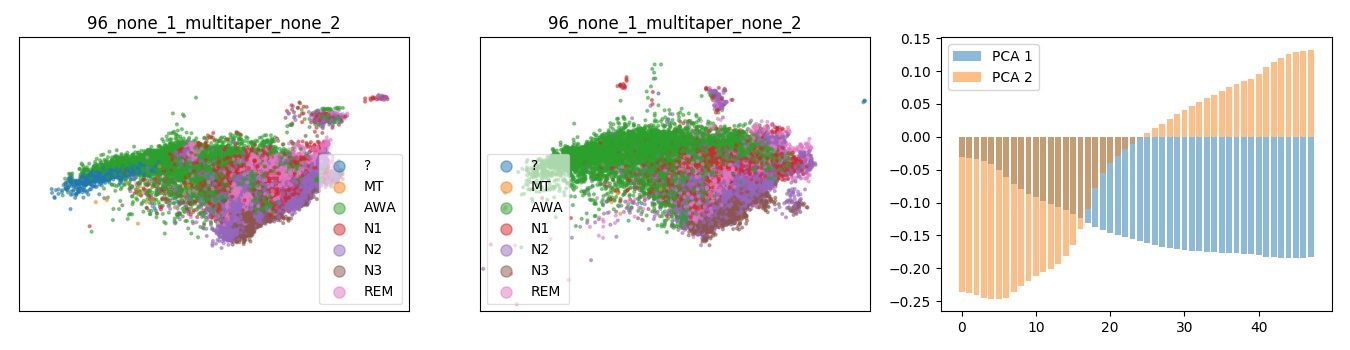 96_none_1_multitaper_none_2
?
MT
AWA
N1
N2
N3
REM
96_none_1_multitaper_none_2
?
MT
AWA
N1
N2
N3
REM
PCA 1
PCA 2
0.15
0.10
0.05
0.00
−0.05
−0.10
−0.15
−0.20
−0.25
0
10
20
30
40